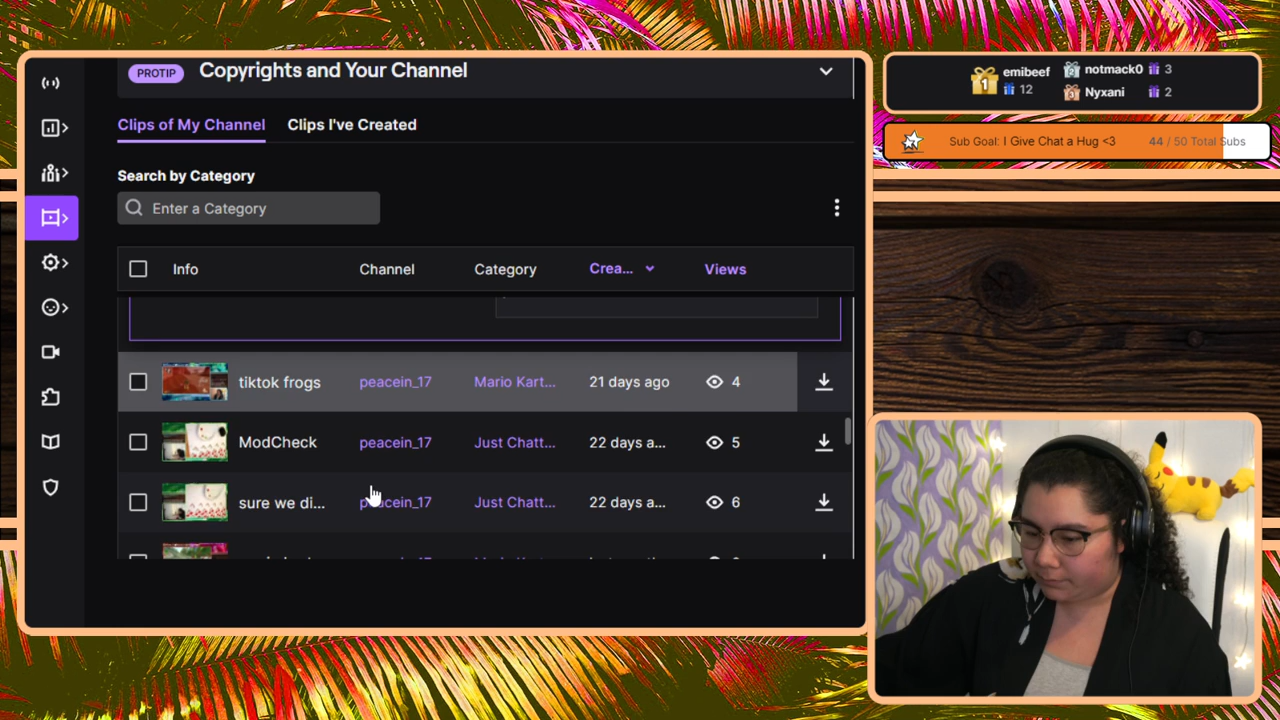 PROTIP Copyrights and Your Channel
Clips of My Channel Clips I've Created
Search by Category
Enter a Category
Info Channel Category Crea... Views
tiktok frogs peacein_17 Mario Kart... 21 days ago 4
ModCheck peacein_17 Just Chatt... 22 days a... 5
sure we di... peacein_17 Just Chatt... 22 days a... 6
1 emibeef 12
2 notmack0 3
3 Nyxani 2
Sub Goal: I Give Chat a Hug <3 44 / 50 Total Subs